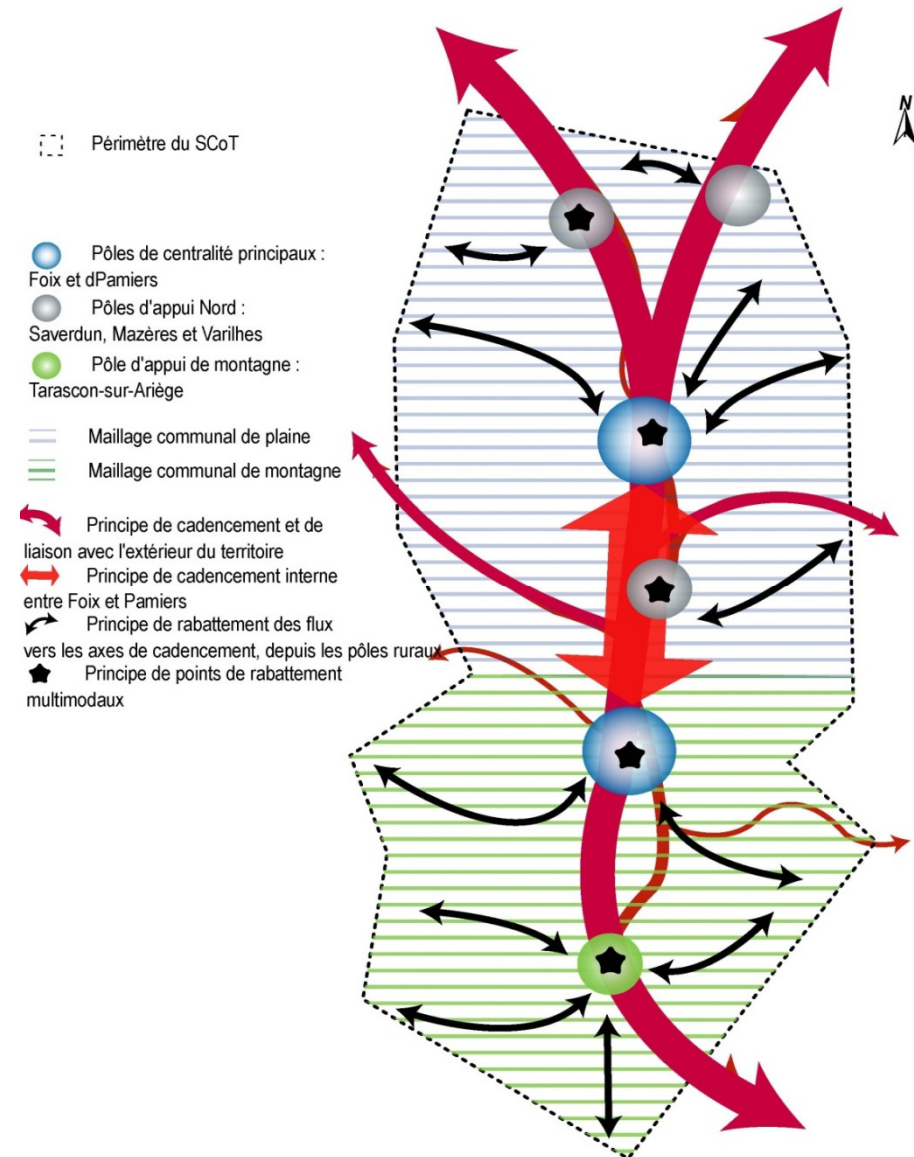 N
Périmètre du SCoT
Pôles de centralité principaux :
Foix et dPamiers
Pôles d'appui Nord :
Saverdun, Mazères et Varilhes
Pôle d'appui de montagne :
Tarascon-sur-Ariège
Maillage communal de plaine
Maillage communal de montagne
Principe de cadencement et de
liaison avec l'extérieur du territoire
Principe de cadencement interne
entre Foix et Pamiers
Principe de rabattement des flux
vers les axes de cadencement, depuis les pôles ruraux
Principe de points de rabattement
multimodaux